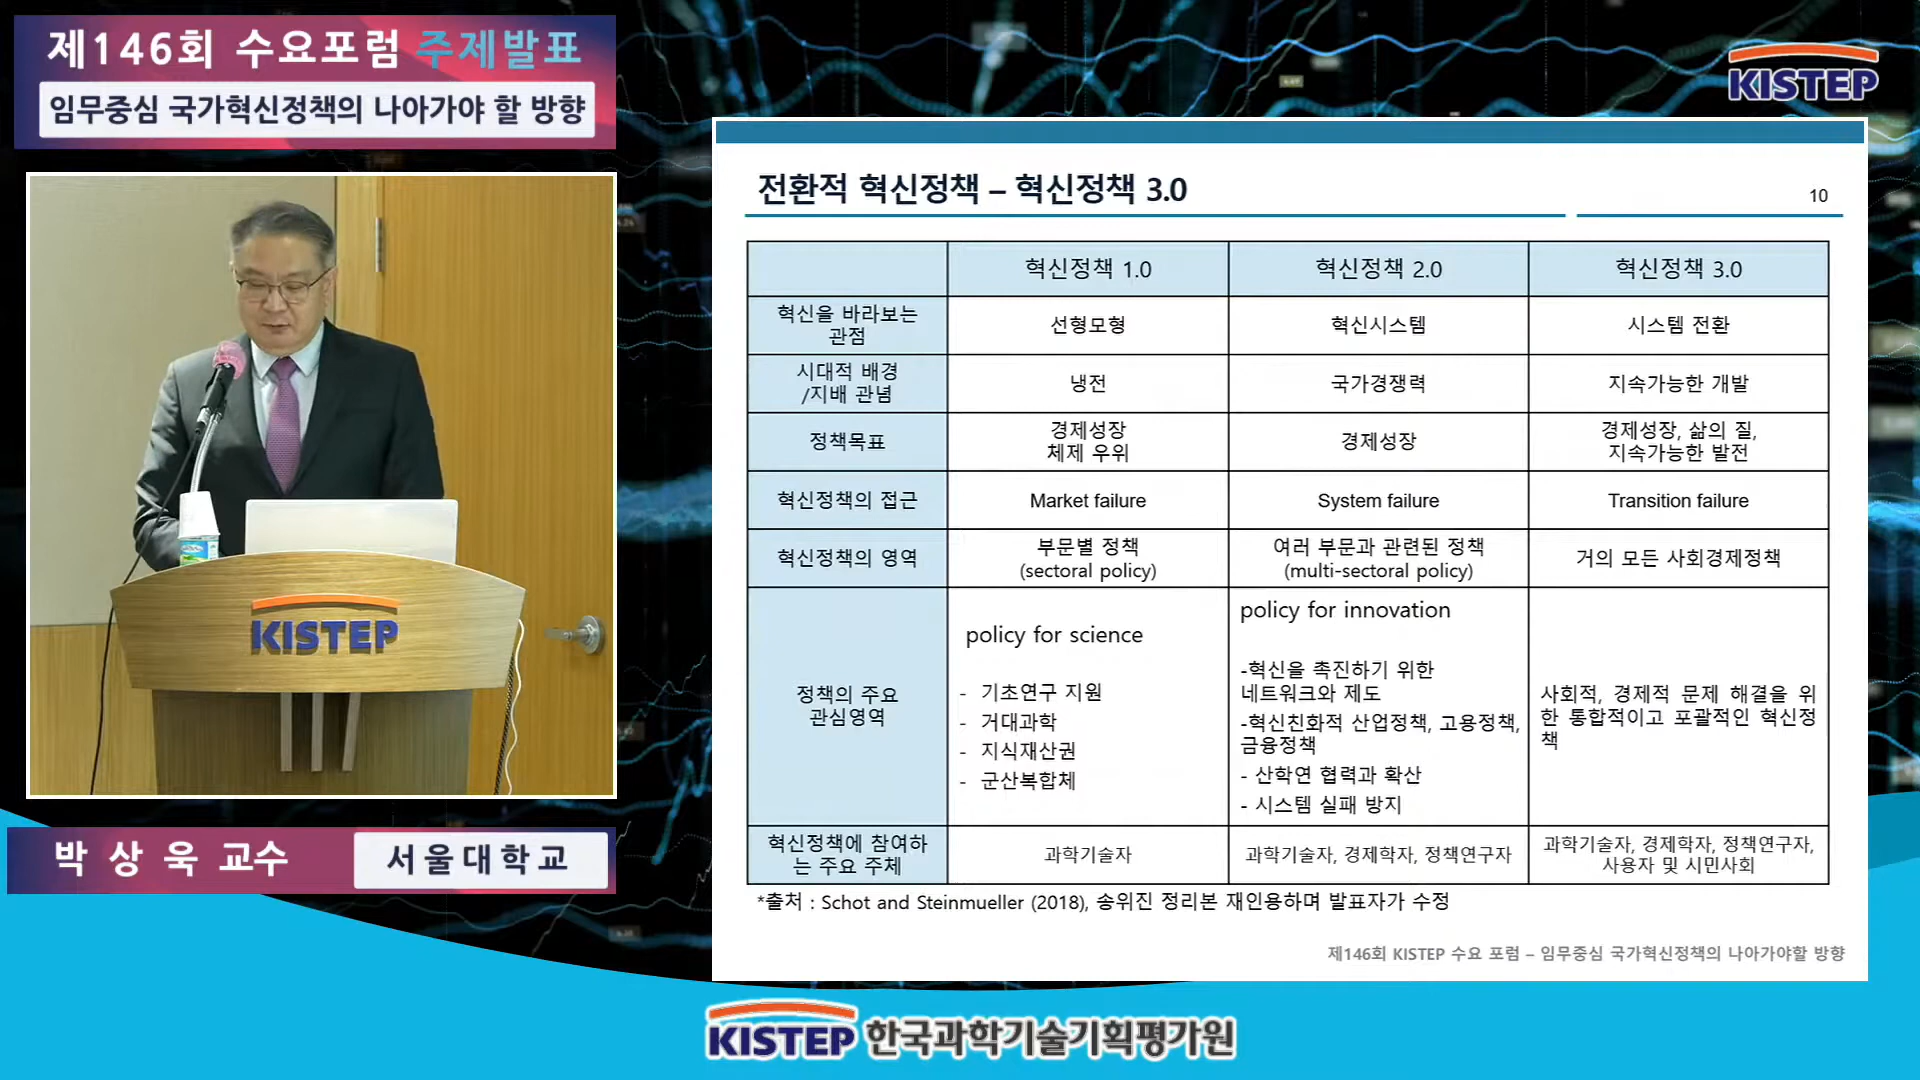 제146회 수요포럼 주제발표
임무중심 국가혁신정책의 나아가야 할 방향
KISTEP
KISTEP
박 상 욱 교수
서울대학교
전환적 혁신정책 – 혁신정책 3.0
10
혁신정책 1.0
혁신정책 2.0
혁신정책 3.0
혁신을 바라보는
관점
선형모형
혁신시스템
시스템 전환
시대적 배경
/지배 관념
냉전
국가경쟁력
지속가능한 개발
정책목표
경제성장
체제 우위
경제성장
경제성장, 삶의 질,
지속가능한 발전
혁신정책의 접근
Market failure
System failure
Transition failure
혁신정책의 영역
부문별 정책
(sectoral policy)
여러 부문과 관련된 정책
(multi-sectoral policy)
거의 모든 사회경제정책
정책의 주요
관심영역
policy for science
- 기초연구 지원
- 거대과학
- 지식재산권
- 군산복합체
policy for innovation
-혁신을 촉진하기 위한
네트워크와 제도
-혁신친화적 산업정책, 고용정책,
금융정책
- 산학연 협력과 확산
- 시스템 실패 방지
사회적, 경제적 문제 해결을 위
한 통합적이고 포괄적인 혁신정
책
혁신정책에 참여하
는 주요 주체
과학기술자
과학기술자, 경제학자, 정책연구자
과학기술자, 경제학자, 정책연구자,
사용자 및 시민사회
*출처 : Schot and Steinmueller (2018), 송위진 정리본 재인용하며 발표자가 수정
제146회 KISTEP 수요 포럼 – 임무중심 국가혁신정책의 나아가야할 방향
KISTEP 한국과학기술기획평가원